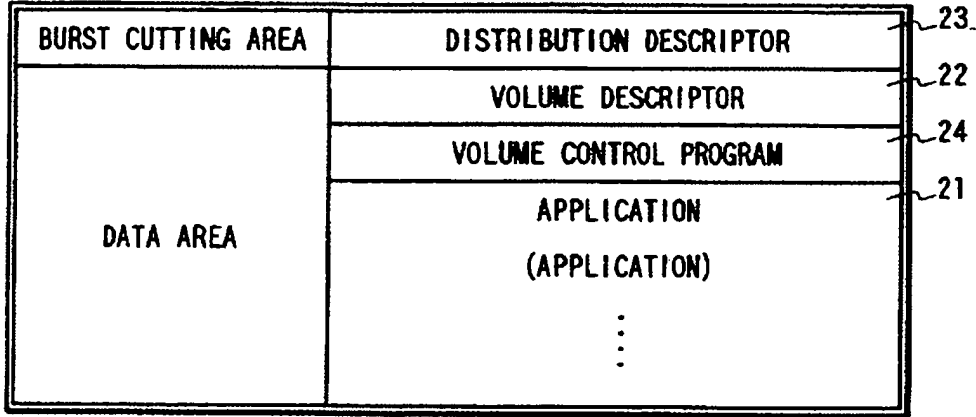 BURST CUTTING AREA
DISTRIBUTION DESCRIPTOR
23
VOLUME DESCRIPTOR
22
VOLUME CONTROL PROGRAM
24
DATA AREA
APPLICATION
21
(APPLICATION)